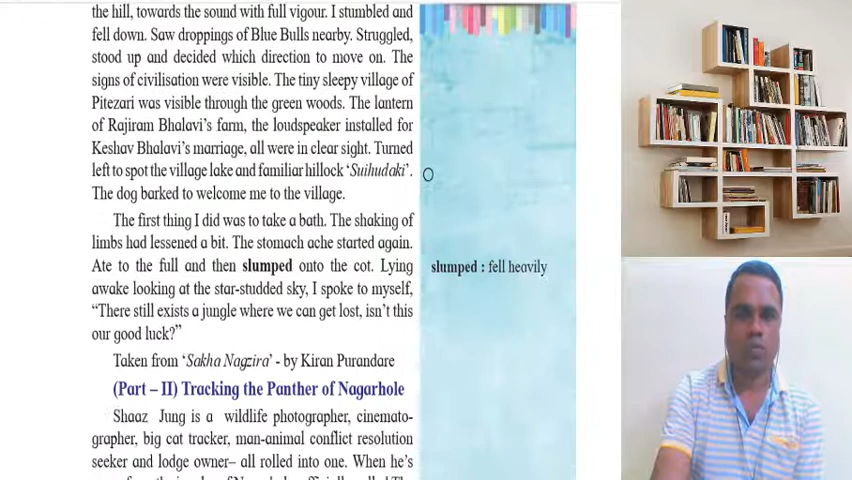 the hill, towards the sound with full vigour. I stumbled and
fell down. Saw droppings of Blue Bulls nearby. Struggled,
stood up and decided which direction to move on. The
signs of civilisation were visible. The tiny sleepy village of
Pitezari was visible through the green woods. The lantern
of Rajiram Bhalavi's farm, the loudspeaker installed for
Keshav Bhalavi's marriage, all were in clear sight. Turned
left to spot the village lake and familiar hillock 'Suihudoki'.
The dog barked to welcome me to the village.
The first thing I did was to take a bath. The shaking of
limbs had lessened a bit. The stomach ache started again.
Ate to the full and then slumped onto the cot. Lying
awake looking at the star-studded sky, I spoke to myself,
"There still exists a jungle where we can get lost, isn't this
our good luck?"
slumped : fell heavily
Taken from 'Sakha Nagzira' - by Kiran Purandare
(Part – II) Tracking the Panther of Nagarhole
Shaaz Jung is a wildlife photographer, cinemato-
grapher, big cat tracker, man-animal conflict resolution
seeker and lodge owner– all rolled into one. When he's